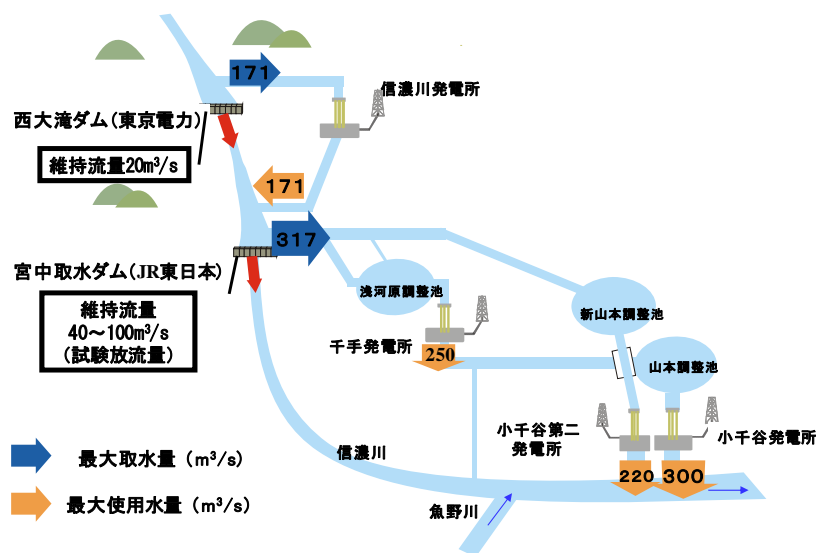 171
信濃川発電所
西大滝ダム(東京電力)
維持流量20m³/s
171
317
宮中取水ダム(JR東日本)
維持流量
40～100m³/s
(試験放流量)
浅河原調整池
新山本調整池
千手発電所
250
山本調整池
小千谷第二
発電所
小千谷発電所
信濃川
最大取水量 (m³/s)
220
300
最大使用水量 (m³/s)
魚野川